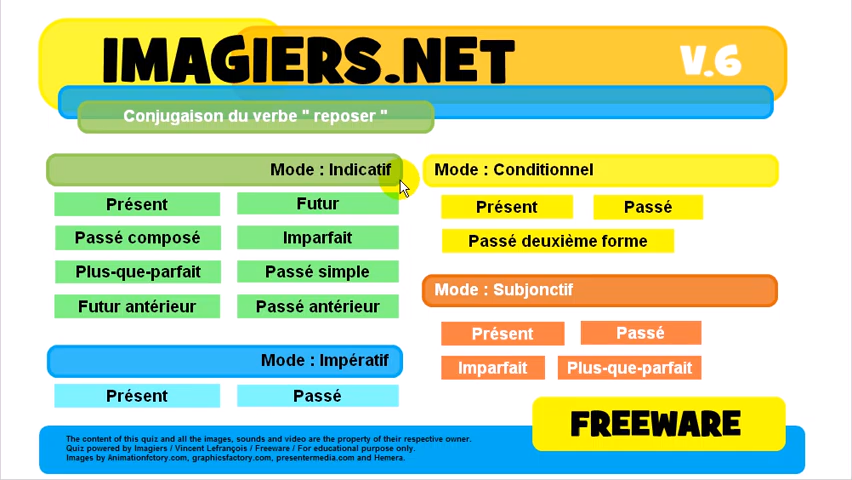 IMAGIERS.NET
V.6
Conjugaison du verbe " reposer "
Mode : Indicatif
Présent
Futur
Passé composé
Imparfait
Plus-que-parfait
Passé simple
Futur antérieur
Passé antérieur
Mode : Impératif
Présent
Passé
Mode : Conditionnel
Présent
Passé
Passé deuxième forme
Mode : Subjonctif
Présent
Passé
Imparfait
Plus-que-parfait
FREEWARE
The content of this quiz and all the images, sounds and video are the property of their respective owner.
Quiz powered by Imagiers / Vincent Lefrançois / Freeware / For educational purpose only.
Images by Animationfctory.com, graphicsfactory.com, presentermedia.com and Hemera.